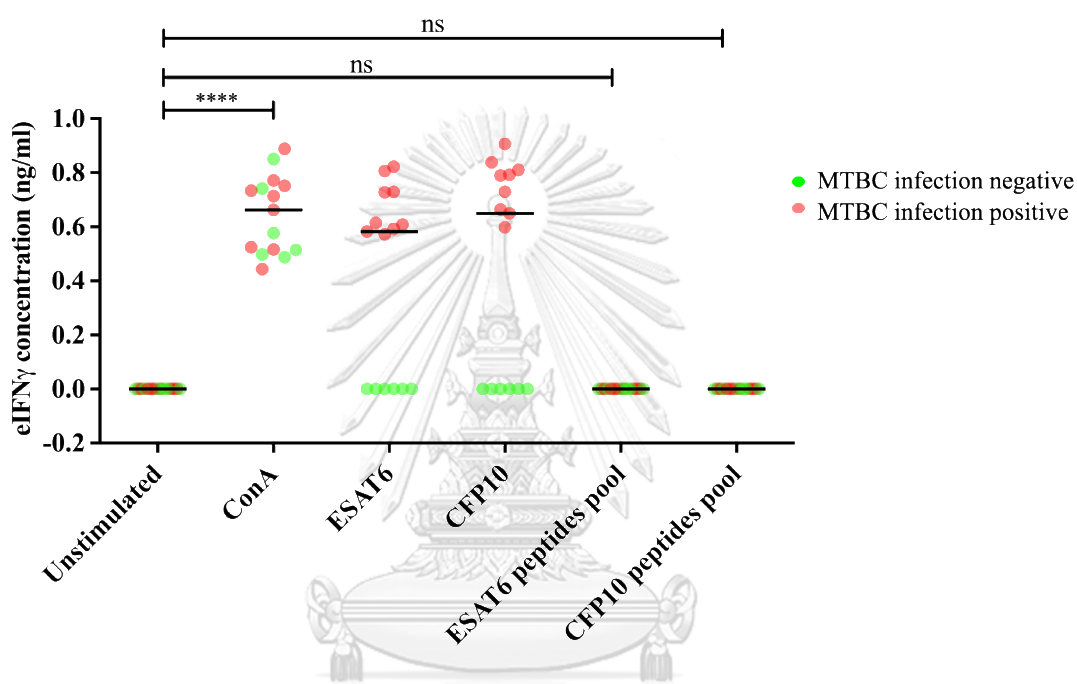 ns
ns
****
eIFNγ concentration (ng/ml)
1.0
0.8
0.6
0.4
0.2
0.0
-0.2
Unstimulated
ConA
ESAT6
CFP10
ESAT6 peptides pool
CFP10 peptides pool
MTBC infection negative
MTBC infection positive